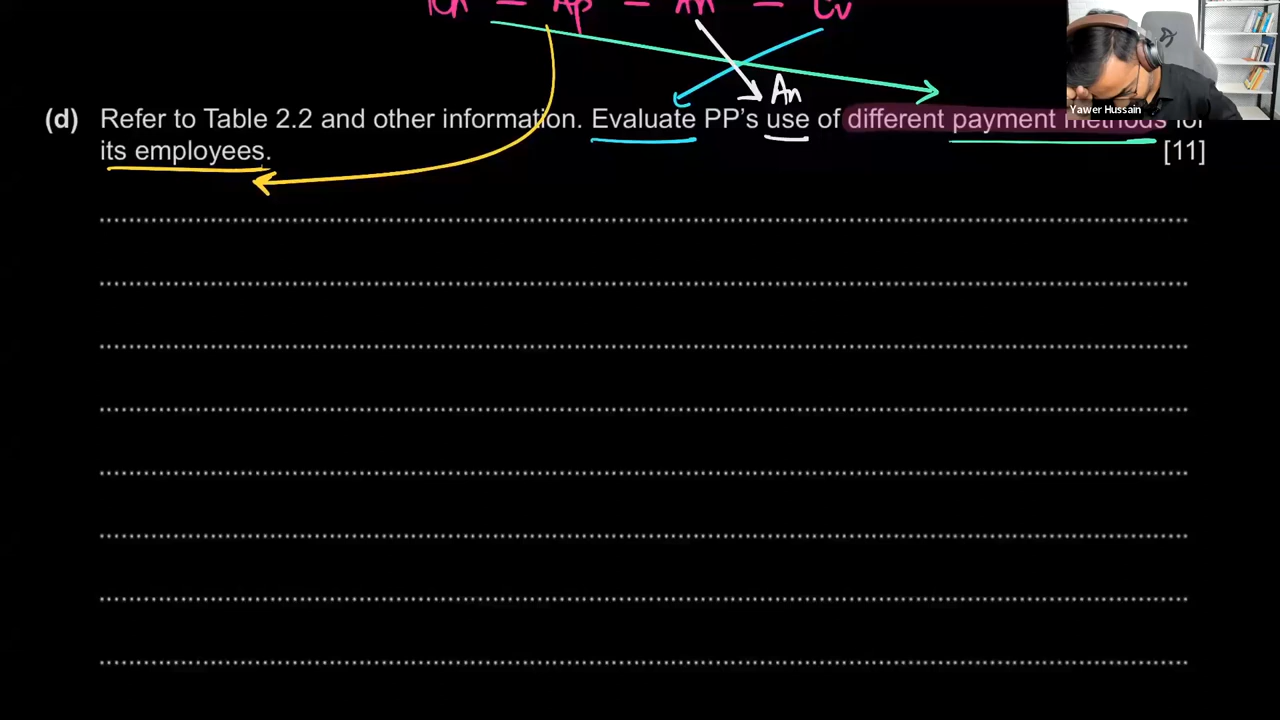 An
Yawer Hussain
(d) Refer to Table 2.2 and other information. Evaluate PP's use of different payment methods for
its employees. [11]